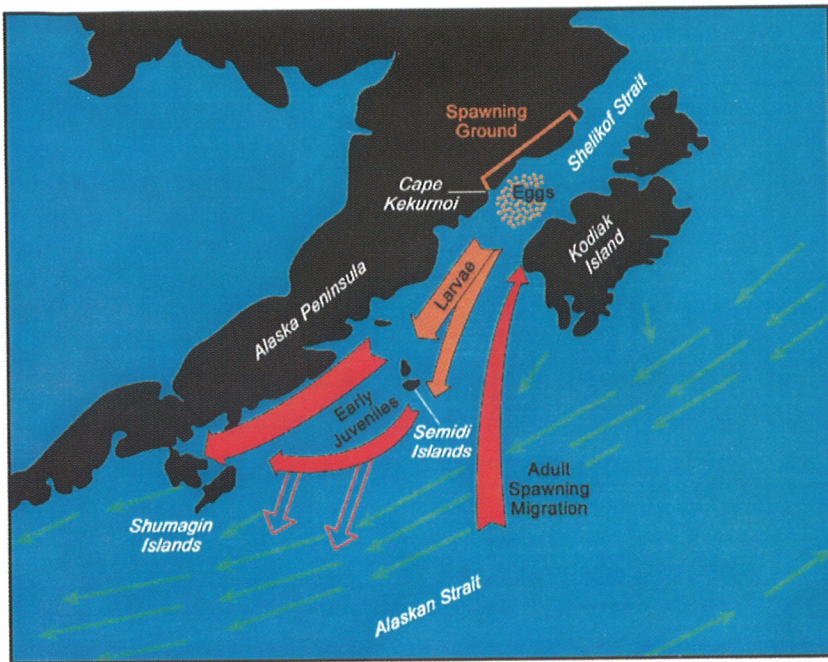 Spawning
Ground
Shelikof Strait
Cape
Kekurnoi
Eggs
Kodiak
Island
Larvae
Alaska Peninsula
Early
Juveniles
Semidi
Islands
Adult
Spawning
Migration
Shumagin
Islands
Alaskan Strait